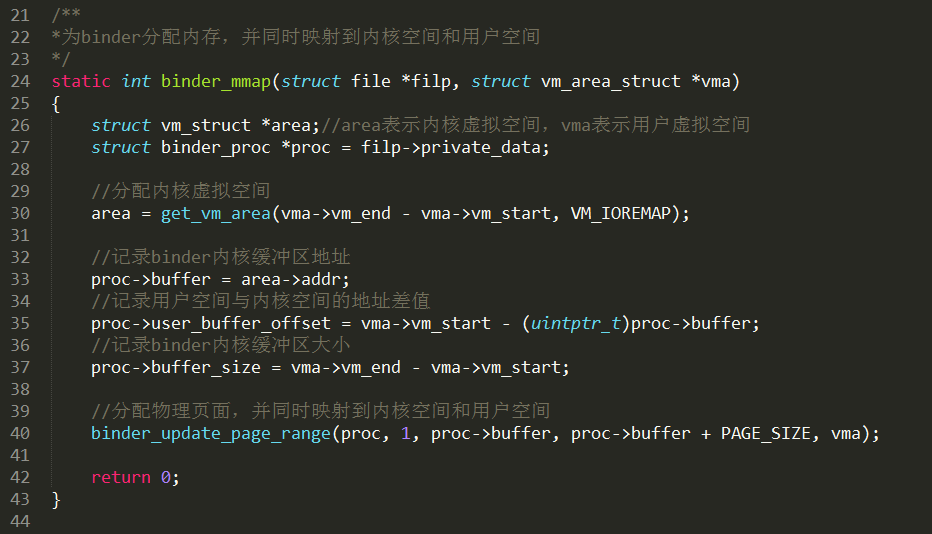 21 /**
22 *为binder分配内存，并同时映射到内核空间和用户空间
23 */
24 static int binder_mmap(struct file *filp, struct vm_area_struct *vma)
25 {
26     struct vm_struct *area;//area表示内核虚拟空间，vma表示用户虚拟空间
27     struct binder_proc *proc = filp->private_data;
28
29     //分配内核虚拟空间
30     area = get_vm_area(vma->vm_end - vma->vm_start, VM_IOREMAP);
31
32     //记录binder内核缓冲区地址
33     proc->buffer = area->addr;
34     //记录用户空间与内核空间的地址差值
35     proc->user_buffer_offset = vma->vm_start - (uintptr_t)proc->buffer;
36     //记录binder内核缓冲区大小
37     proc->buffer_size = vma->vm_end - vma->vm_start;
38
39     //分配物理页面，并同时映射到内核空间和用户空间
40     binder_update_page_range(proc, 1, proc->buffer, proc->buffer + PAGE_SIZE, vma);
41
42     return 0;
43 }
44